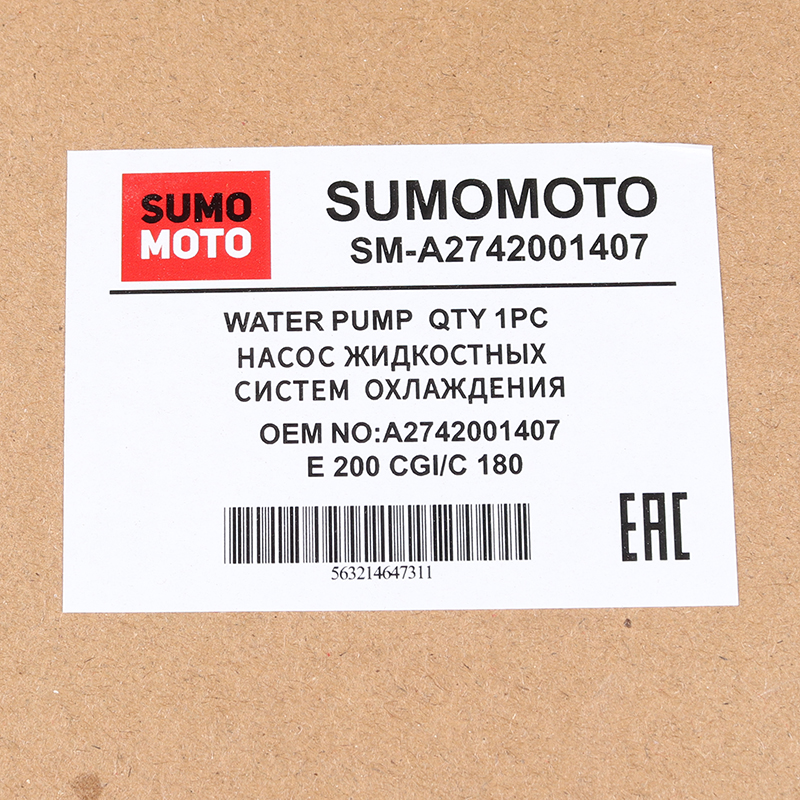 SUMO
MOTO
SUMOMOTO
SM-A2742001407
WATER PUMP QTY 1PC
НАСОС ЖИДКОСТНЫХ
СИСТЕМ ОХЛАЖДЕНИЯ
OEM NO:A2742001407
E 200 CGI/C 180
563214647311
EAC